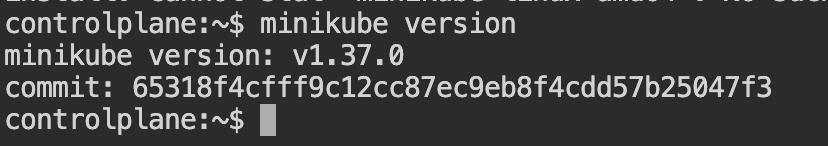 controlplane:~$ minikube version
minikube version: v1.37.0
commit: 65318f4cfff9c12cc87ec9eb8f4cdd57b25047f3
controlplane:~$